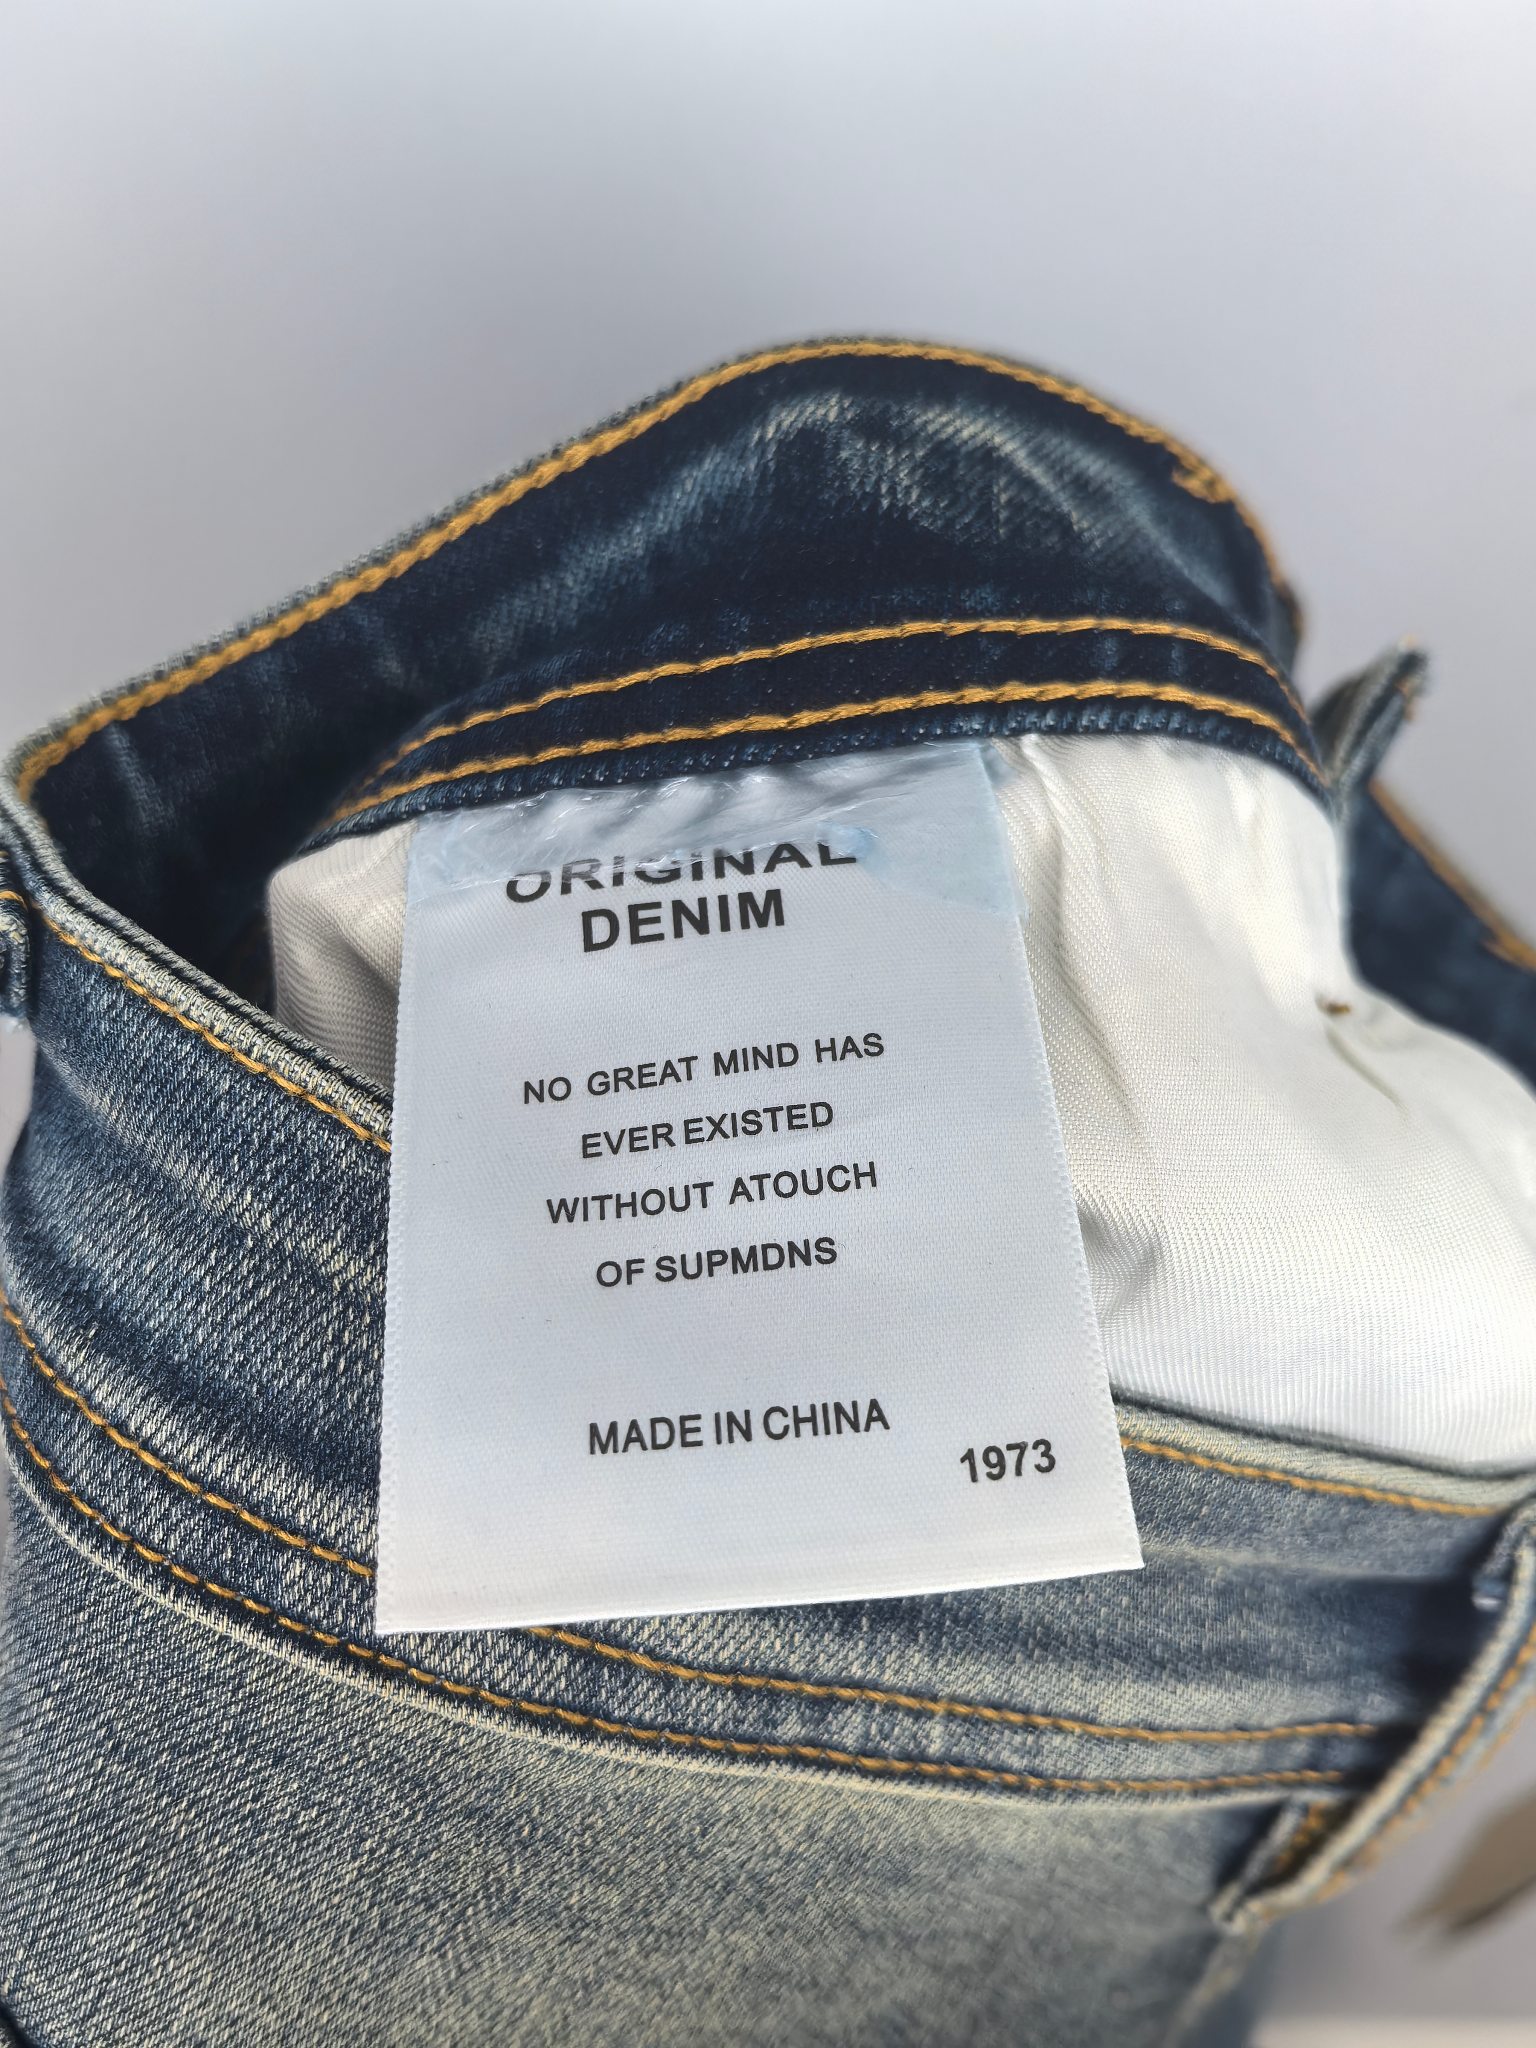 ORIGINAL
DENIM
NO GREAT MIND HAS
EVER EXISTED
WITHOUT ATOUCH
OF SUPMDNS
MADE IN CHINA
1973